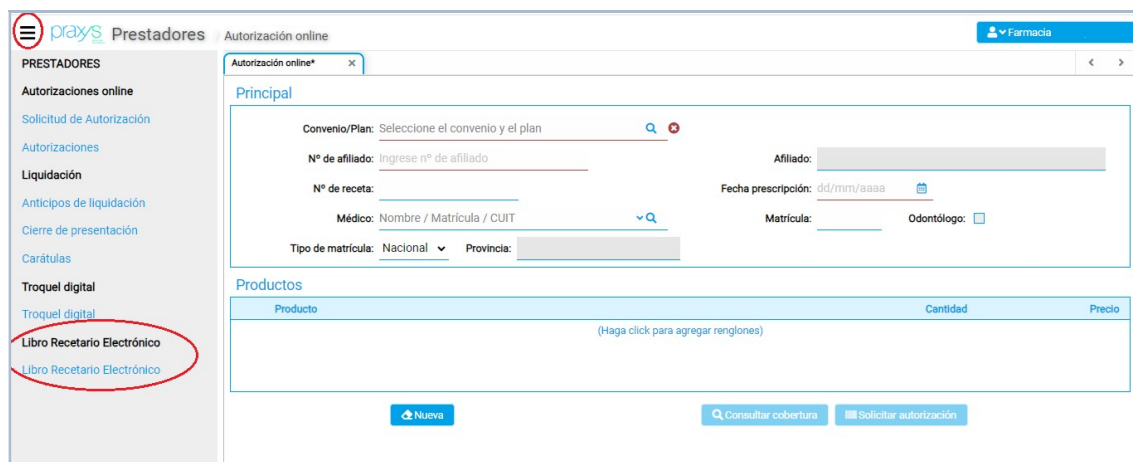 praxys Prestadores / Autorización online
Farmacia
PRESTADORES
Autorizaciones online
Solicitud de Autorización
Autorizaciones
Liquidación
Anticipos de liquidación
Cierre de presentación
Carátulas
Troquel digital
Troquel digital
Libro Recetario Electrónico
Libro Recetario Electrónico
Autorización online*
Principal
Convenio/Plan: Seleccione el convenio y el plan
Nº de afiliado: Ingrese nº de afiliado Afiliado:
Nº de receta: Fecha prescripción: dd/mm/aaaa
Médico: Nombre / Matrícula / CUIT Matrícula: Odontólogo:
Tipo de matrícula: Nacional Provincia:
Productos
Producto Cantidad Precio
(Haga click para agregar renglones)
Nueva Consultar cobertura Solicitar autorización